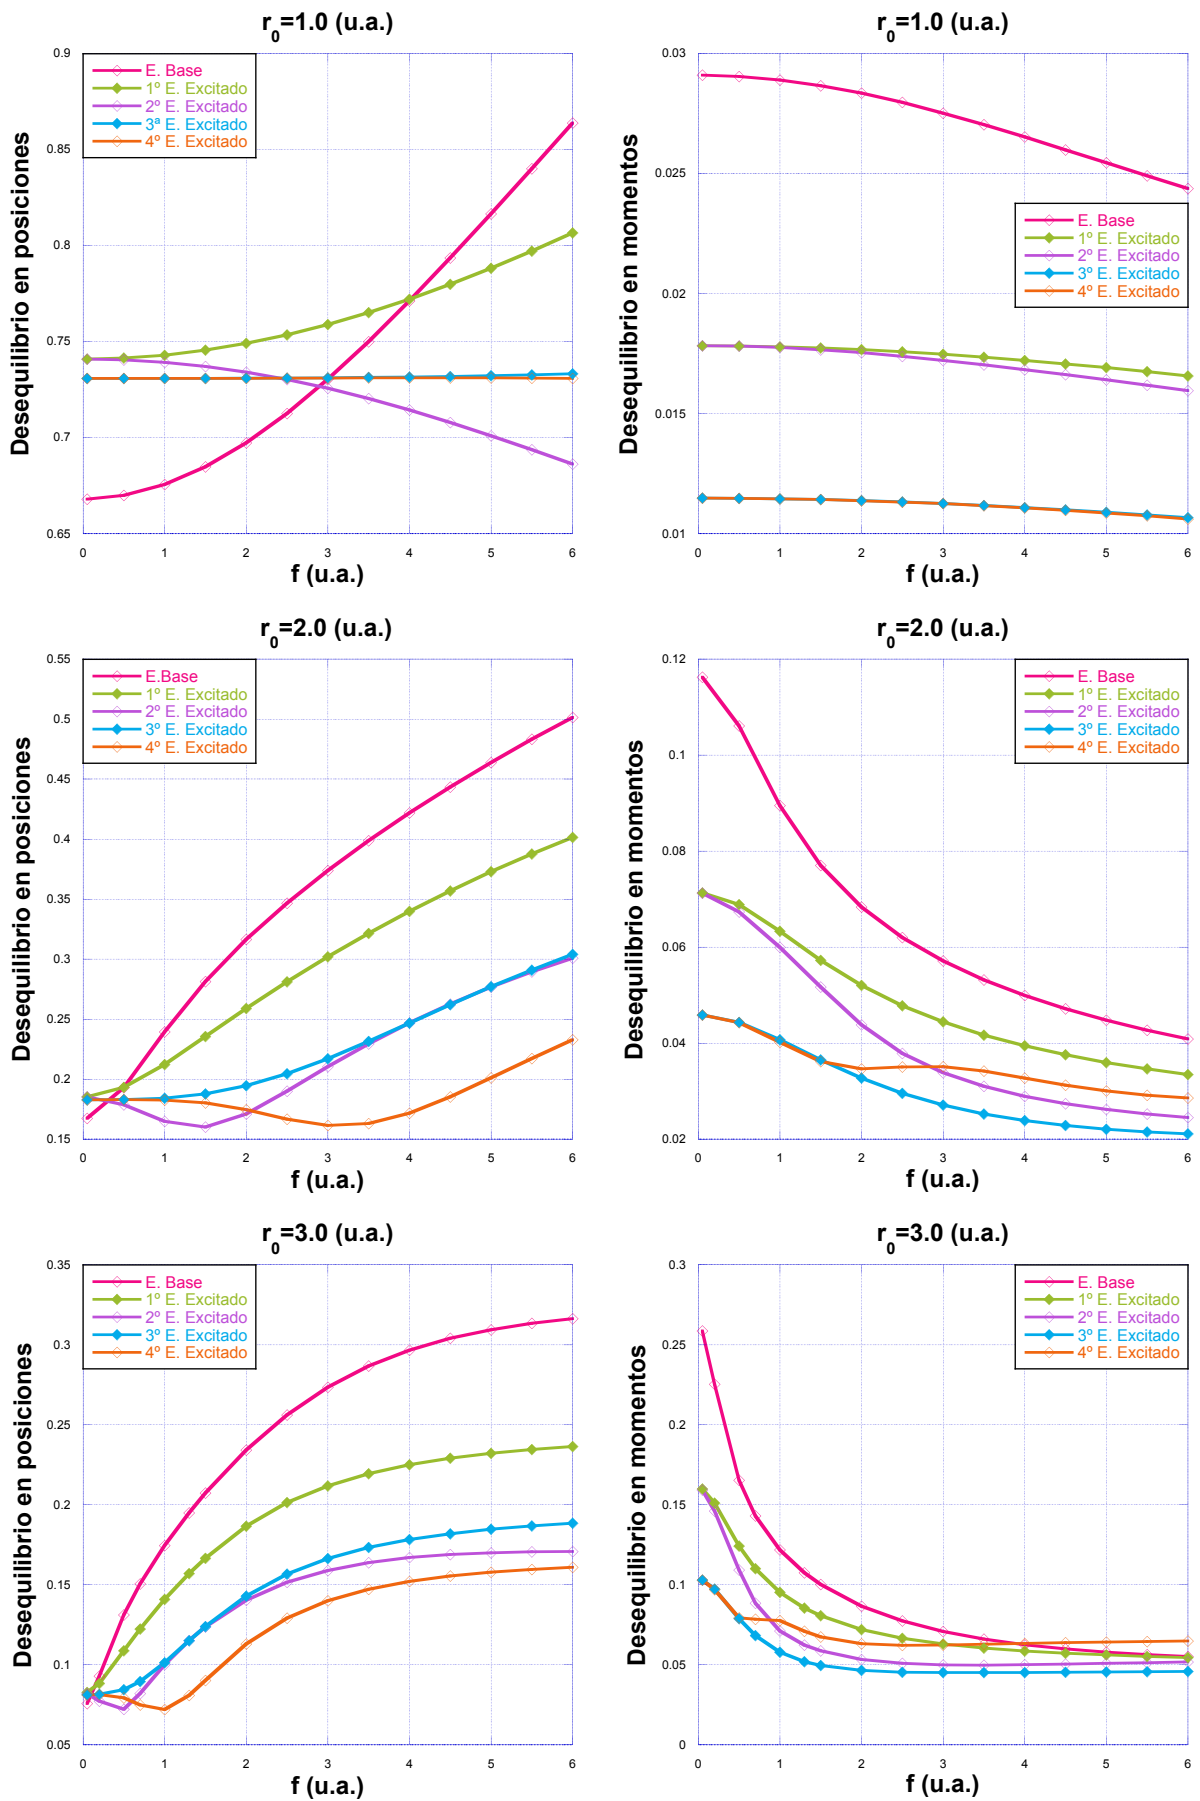 r0=1.0 (u.a.)
Desequilibrio en posiciones
0.9
0.85
0.8
0.75
0.7
0.65
E. Base
1º E. Excitado
2º E. Excitado
3ª E. Excitado
4º E. Excitado
0 1 2 3 4 5 6
f (u.a.)
r0=1.0 (u.a.)
Desequilibrio en momentos
0.03
0.025
0.02
0.015
0.01
E. Base
1º E. Excitado
2º E. Excitado
3º E. Excitado
4º E. Excitado
0 1 2 3 4 5 6
f (u.a.)
r0=2.0 (u.a.)
Desequilibrio en posiciones
0.55
0.5
0.45
0.4
0.35
0.3
0.25
0.2
0.15
E.Base
1º E. Excitado
2º E. Excitado
3º E. Excitado
4º E. Excitado
0 1 2 3 4 5 6
f (u.a.)
r0=2.0 (u.a.)
Desequilibrio en momentos
0.12
0.1
0.08
0.06
0.04
0.02
E. Base
1º E. Excitado
2º E. Excitado
3º E. Excitado
4º E. Excitado
0 1 2 3 4 5 6
f (u.a.)
r0=3.0 (u.a.)
Desequilibrio en posiciones
0.35
0.3
0.25
0.2
0.15
0.1
0.05
E. Base
1º E. Excitado
2º E. Excitado
3º E. Excitado
4º E. Excitado
0 1 2 3 4 5 6
f (u.a.)
r0=3.0 (u.a.)
Desequilibrio en momentos
0.3
0.25
0.2
0.15
0.1
0.05
0
E. Base
1º E. Excitado
2º E. Excitado
3º E. Excitado
4º E. Excitado
0 1 2 3 4 5 6
f (u.a.)